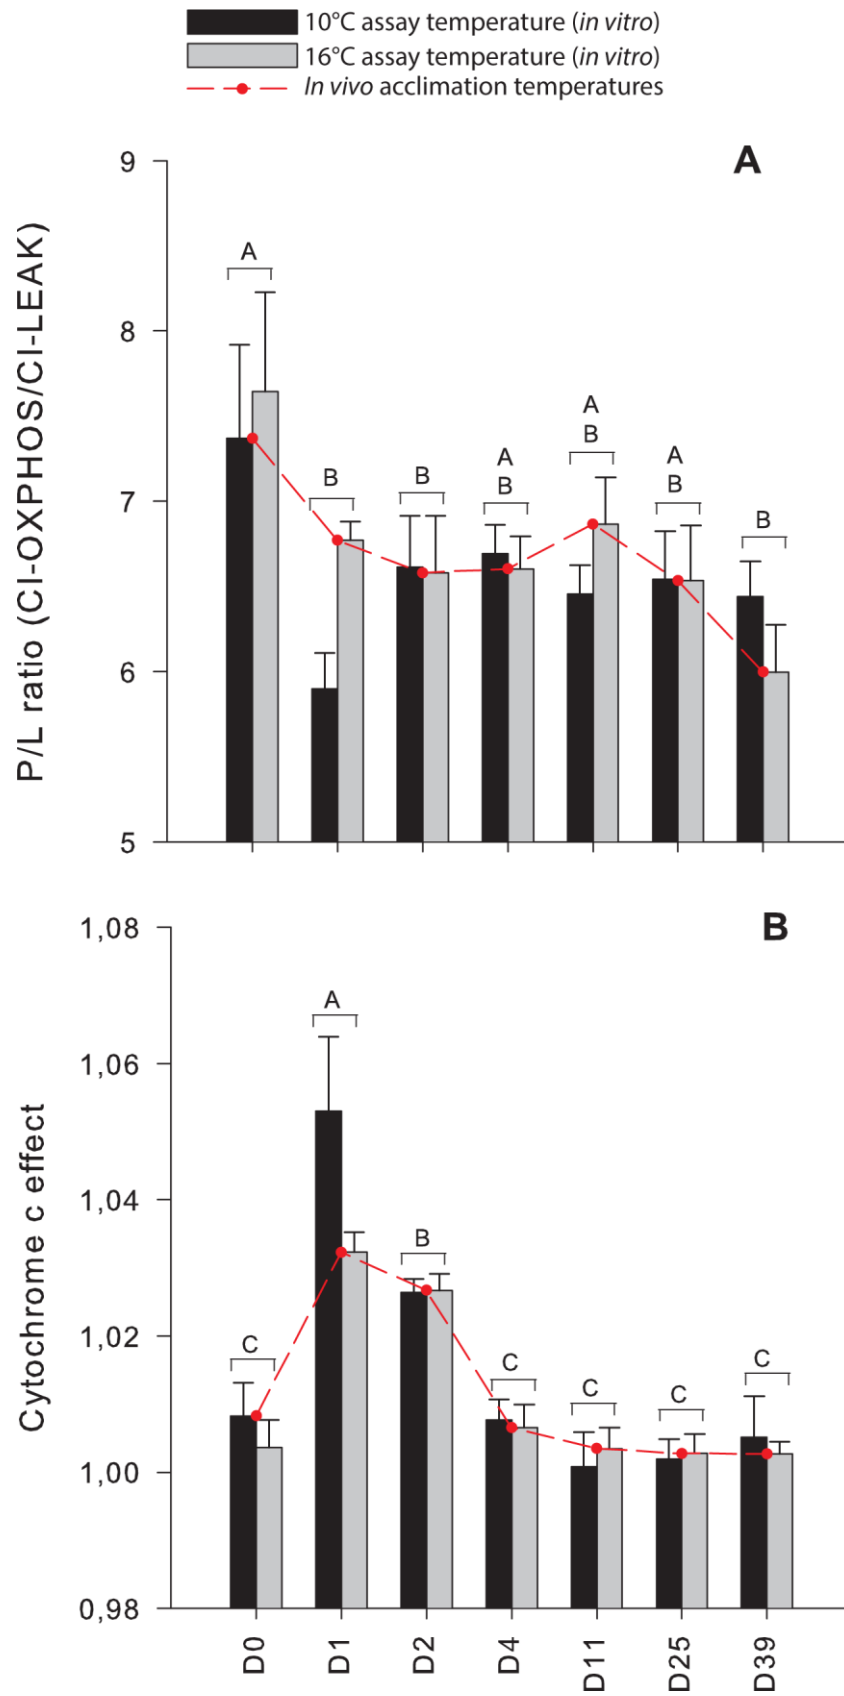 10°C assay temperature (in vitro)
16°C assay temperature (in vitro)
In vivo acclimation temperatures
A
P/L ratio (CI-OXPHOS/CI-LEAK)
9
8
7
6
5
A
B
B
A
B
A
B
A
B
B
B
Cytochrome c effect
1,08
1,06
1,04
1,02
1,00
0,98
C
A
B
C
C
C
C
D0
D1
D2
D4
D11
D25
D39